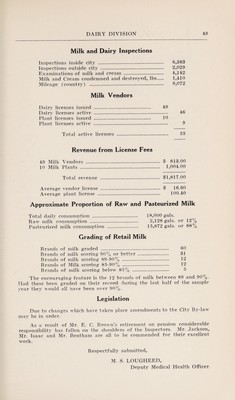 DAIRY DIVISION 49
Milk and Dairy Inspections
Inspections inside city 6,383
Inspections outside city 2,029
Examinations of milk and cream 4,142
Milk and Cream condemned and destroyed, lbs. 1,410
Mileage (country) 8,072
Milk Vendors
Dairy licenses issued 49
Dairy licenses active 46
Plant licenses issued 10
Plant licenses active 9
Total active licenses 55
Revenue from License Fees
49 Milk Vendors $ 813.00
10 Milk Plants 1,004.00
Total revenue $1,817.00
Average vendor license $ 16.60
Average plant license 100.40
Approximate Proportion of Raw and Pasteurized Milk
Total daily consumption 18,000 gals.
Raw milk consumption 2,128 gals. or 12%
Pasteurized milk consumption 15,872 gals. or 88%
Grading of Retail Milk
Brands of milk graded 60
Brands of milk scoring 90% or better 31
Brands of milk scoring 89-90% 12
Brands of Milk scoring 85-90% 12
Brands of milk scoring below 85% 5
The encouraging feature is the 12 brands of milk between 89 and 90%.
Had these been graded on their record during the last half of the sample
year they would all have been over 90%.
Legislation
Due to changes which have taken place amendments to the City By-law
may be in order.
As a result of Mr. E. C. Brown's retirement on pension considerable
responsibility has fallen on the shoulders of the Inspectors. Mr. Jackson,
Mr. Isaac and Mr. Bentham are all to be commended for their excellent
work.
Respectfully submitted,
M. S. LOUGHEED,
Deputy Medical Health Officer